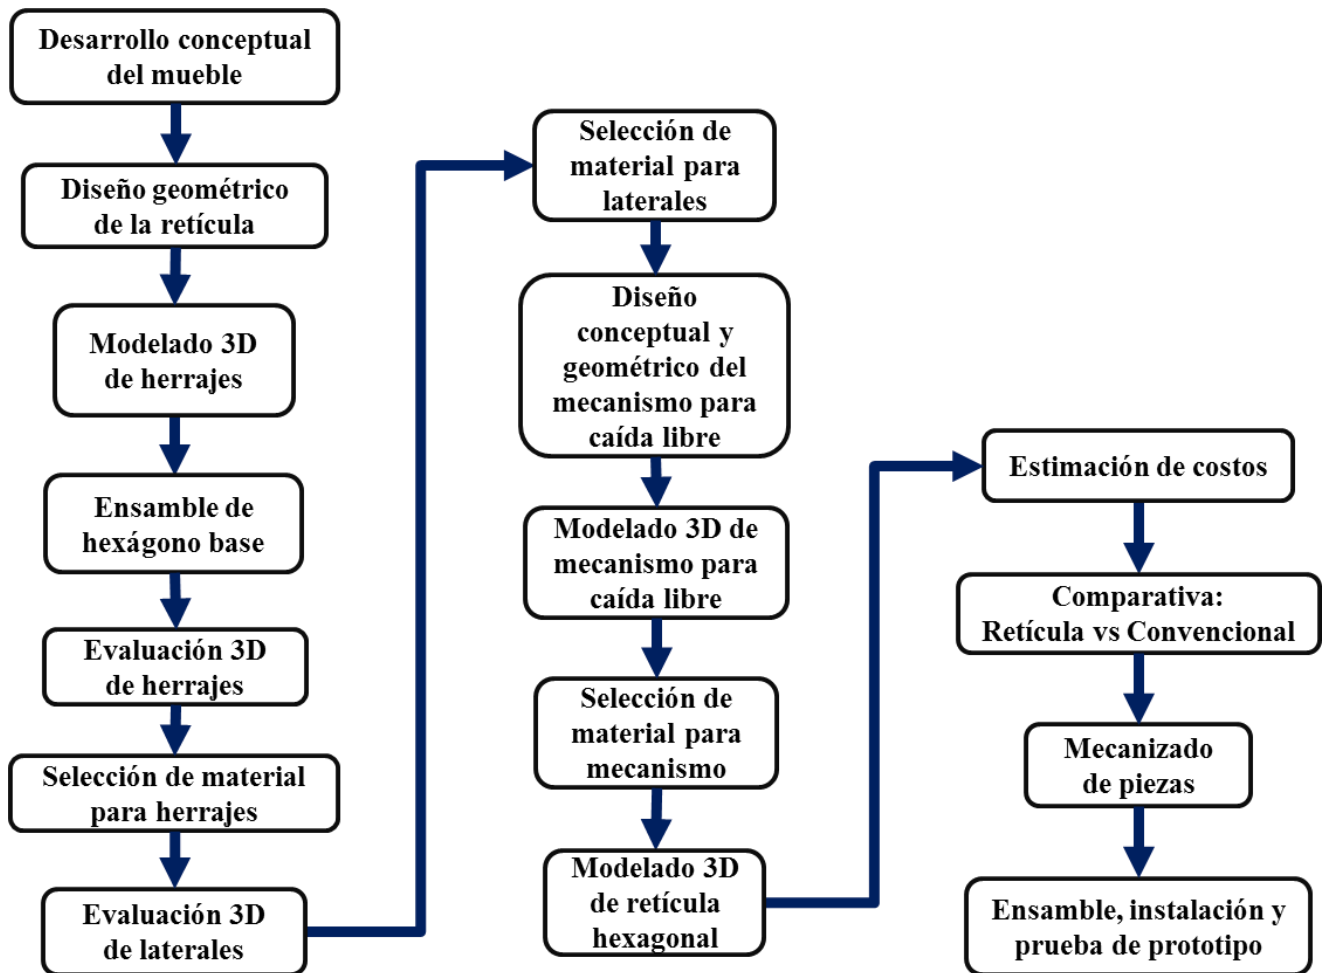 Desarrollo conceptual
del mueble
Diseño geométrico
de la retícula
Modelado 3D
de herrajes
Ensamble de
hexágono base
Evaluación 3D
de herrajes
Selección de material
para herrajes
Evaluación 3D
de laterales
Selección de
material para
laterales
Diseño
conceptual y
geométrico del
mecanismo para
caída libre
Modelado 3D de
mecanismo para
caída libre
Selección de
material para
mecanismo
Modelado 3D
de retícula
hexagonal
Estimación de costos
Comparativa:
Retícula vs Convencional
Mecanizado
de piezas
Ensamble, instalación y
prueba de prototipo